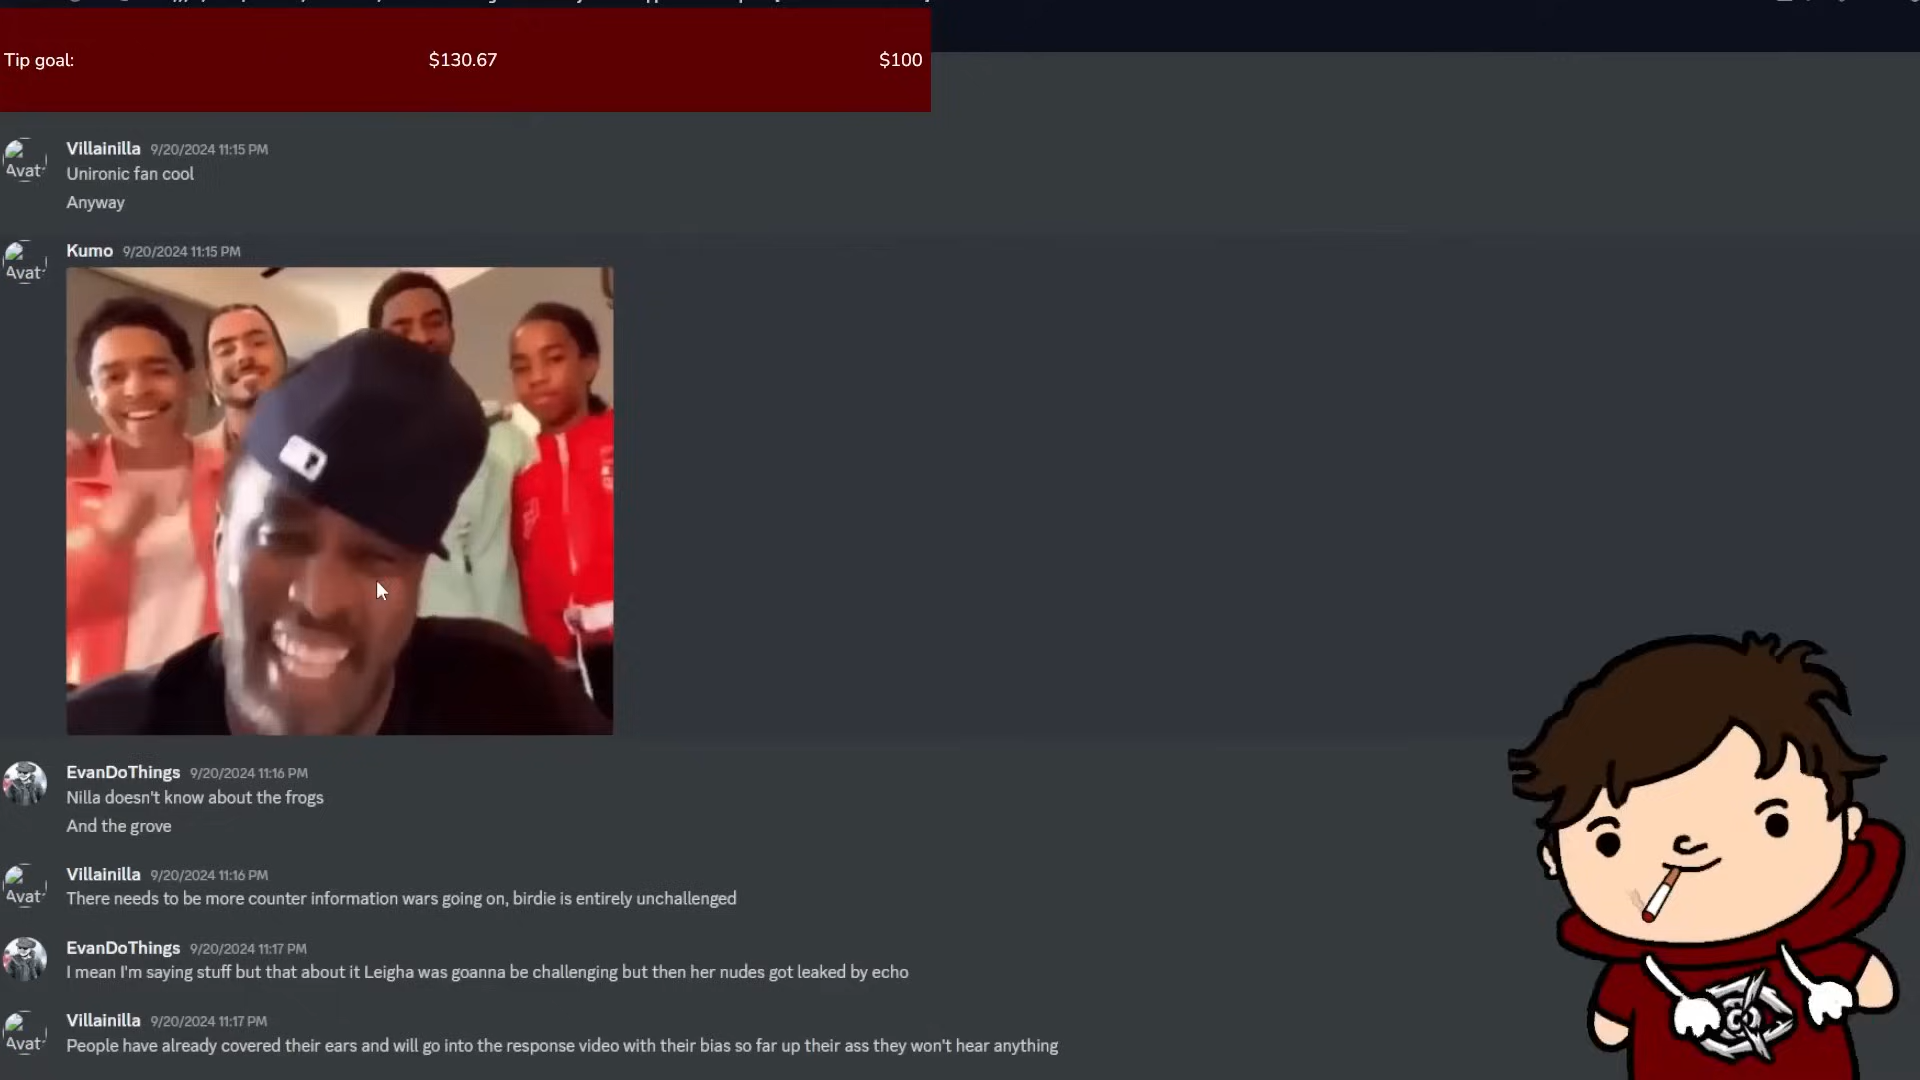 Tip goal: $130.67 $100
Villainilla 9/20/2024 11:15 PM
Unironic fan cool
Anyway
Kumo 9/20/2024 11:15 PM
EvanDoThings 9/20/2024 11:16 PM
Nilla doesn't know about the frogs
And the grove
Villainilla 9/20/2024 11:16 PM
There needs to be more counter information wars going on, birdie is entirely unchallenged
EvanDoThings 9/20/2024 11:17 PM
I mean I'm saying stuff but that about it Leigha was goanna be challenging but then her nudes got leaked by echo
Villainilla 9/20/2024 11:17 PM
People have already covered their ears and will go into the response video with their bias so far up their ass they won't hear anything